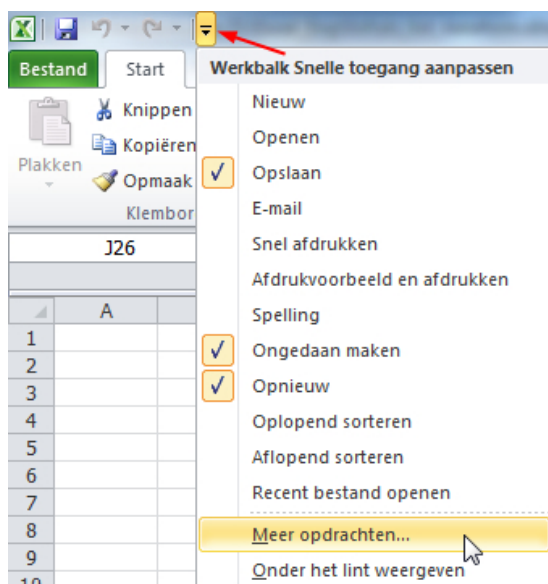 Bestand Start Werkbalk Snelle toegang aanpassen
Nieuw
Knippen
Openen
Kopiëren
Plakken
Opslaan
Opmaak
E-mail
Klembor
Snel afdrukken
J26
Afdrukvoorbeeld en afdrukken
A
Spelling
1
Ongedaan maken
2
Opnieuw
3
4
Oplopend sorteren
5
Aflopend sorteren
6
Recent bestand openen
7
8
Meer opdrachten...
9
Onder het lint weergeven
10